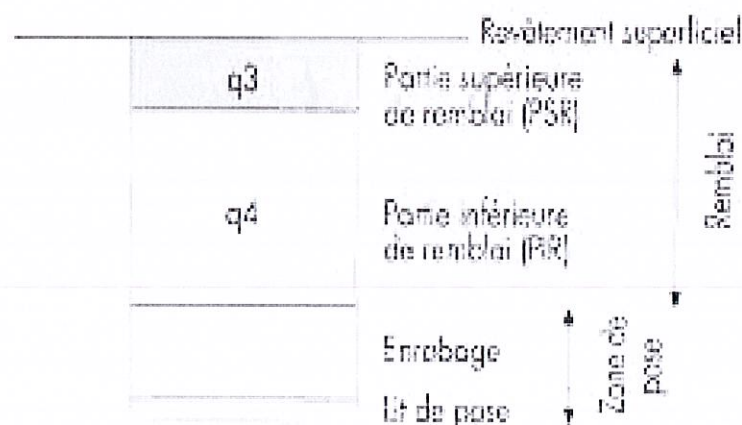 Revêtement superficiel
q3
Partie supérieure
de remblai (PSR)
q4
Partie inférieure
de remblai (PIR)
Remblai
Enrobage
Lit de pose
Zone de
pose